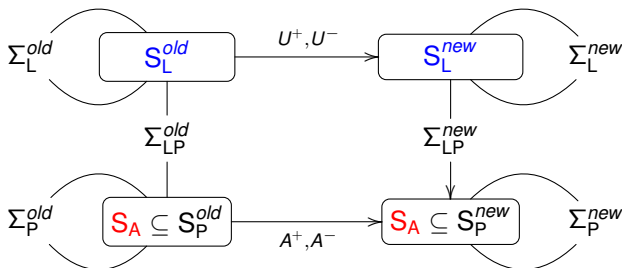 Σ_L^old S_L^old U⁺,U⁻ S_L^new Σ_L^new
Σ_LP^old Σ_LP^new
Σ_P^old S_A ⊆ S_P^old A⁺,A⁻ S_A ⊆ S_P^new Σ_P^new